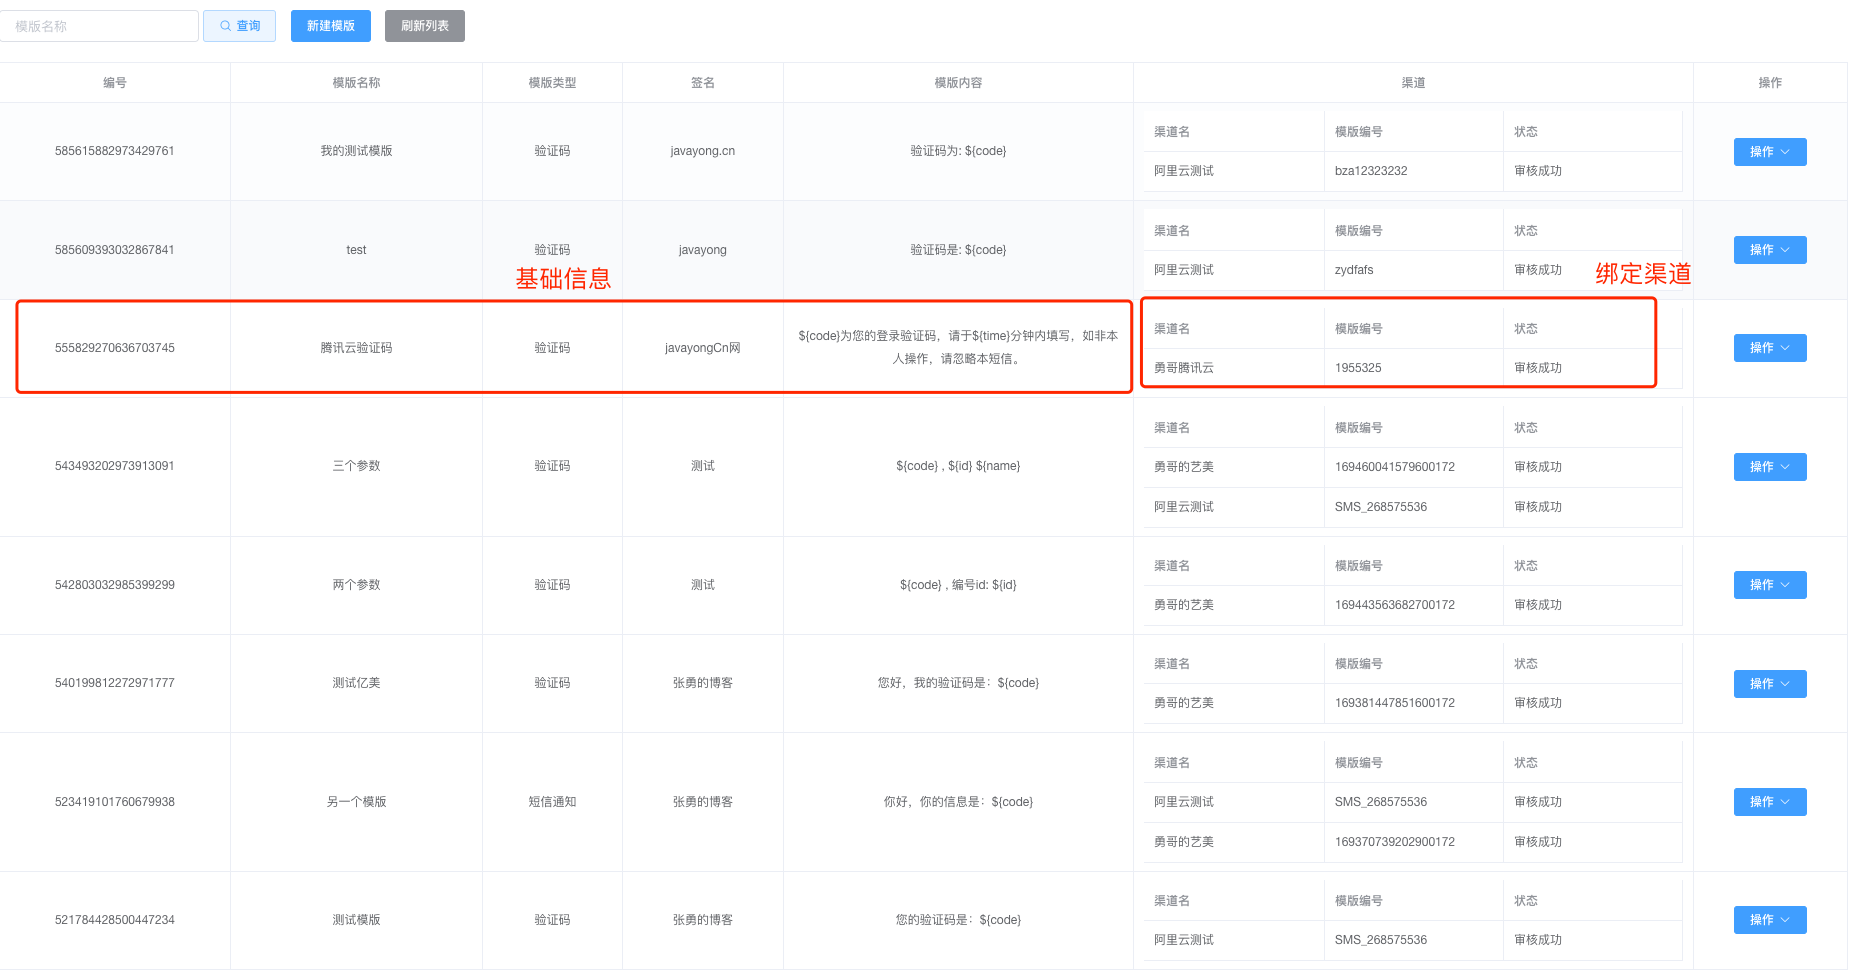 模版名称 查询 新建模版 刷新列表
编号 模版名称 模版类型 签名 模版内容 渠道 操作
渠道名 模版编号 状态
585615882973429761 我的测试模版 验证码 javayong.cn 验证码为: ${code} 操作
阿里云测试 bza12323232 审核成功
渠道名 模版编号 状态
585609393032867841 test 验证码 javayong 验证码是: ${code} 操作
阿里云测试 zydfafs 审核成功
基础信息 绑定渠道
渠道名 模版编号 状态
${code}为您的登录验证码，请于${time}分钟内填写，如非本
555829270636703745 腾讯云验证码 验证码 javayongCn网 操作
人操作，请忽略本短信。
勇哥腾讯云 1955325 审核成功
渠道名 模版编号 状态
543493202973913091 三个参数 验证码 测试 ${code} , ${id} ${name} 勇哥的艺美 169460041579600172 审核成功 操作
阿里云测试 SMS_268575536 审核成功
渠道名 模版编号 状态
542803032985399299 两个参数 验证码 测试 ${code} , 编号id: ${id} 操作
勇哥的艺美 169443563682700172 审核成功
渠道名 模版编号 状态
540199812272971777 测试亿美 验证码 张勇的博客 您好，我的验证码是：${code} 操作
勇哥的艺美 169381447851600172 审核成功
渠道名 模版编号 状态
523419101760679938 另一个模版 短信通知 张勇的博客 你好，你的信息是：${code} 阿里云测试 SMS_268575536 审核成功 操作
勇哥的艺美 169370739202900172 审核成功
渠道名 模版编号 状态
521784428500447234 测试模版 验证码 张勇的博客 您的验证码是：${code} 操作
阿里云测试 SMS_268575536 审核成功